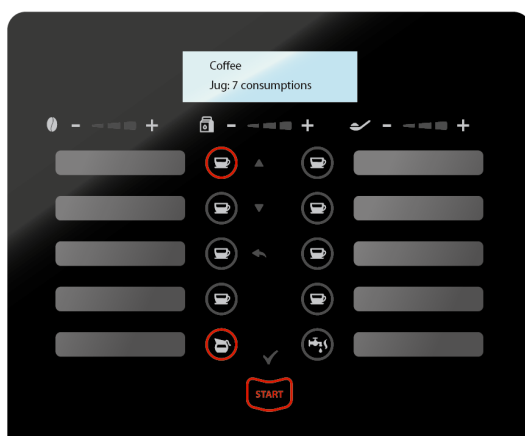 Coffee
Jug: 7 consumptions
- +
- +
- +
START